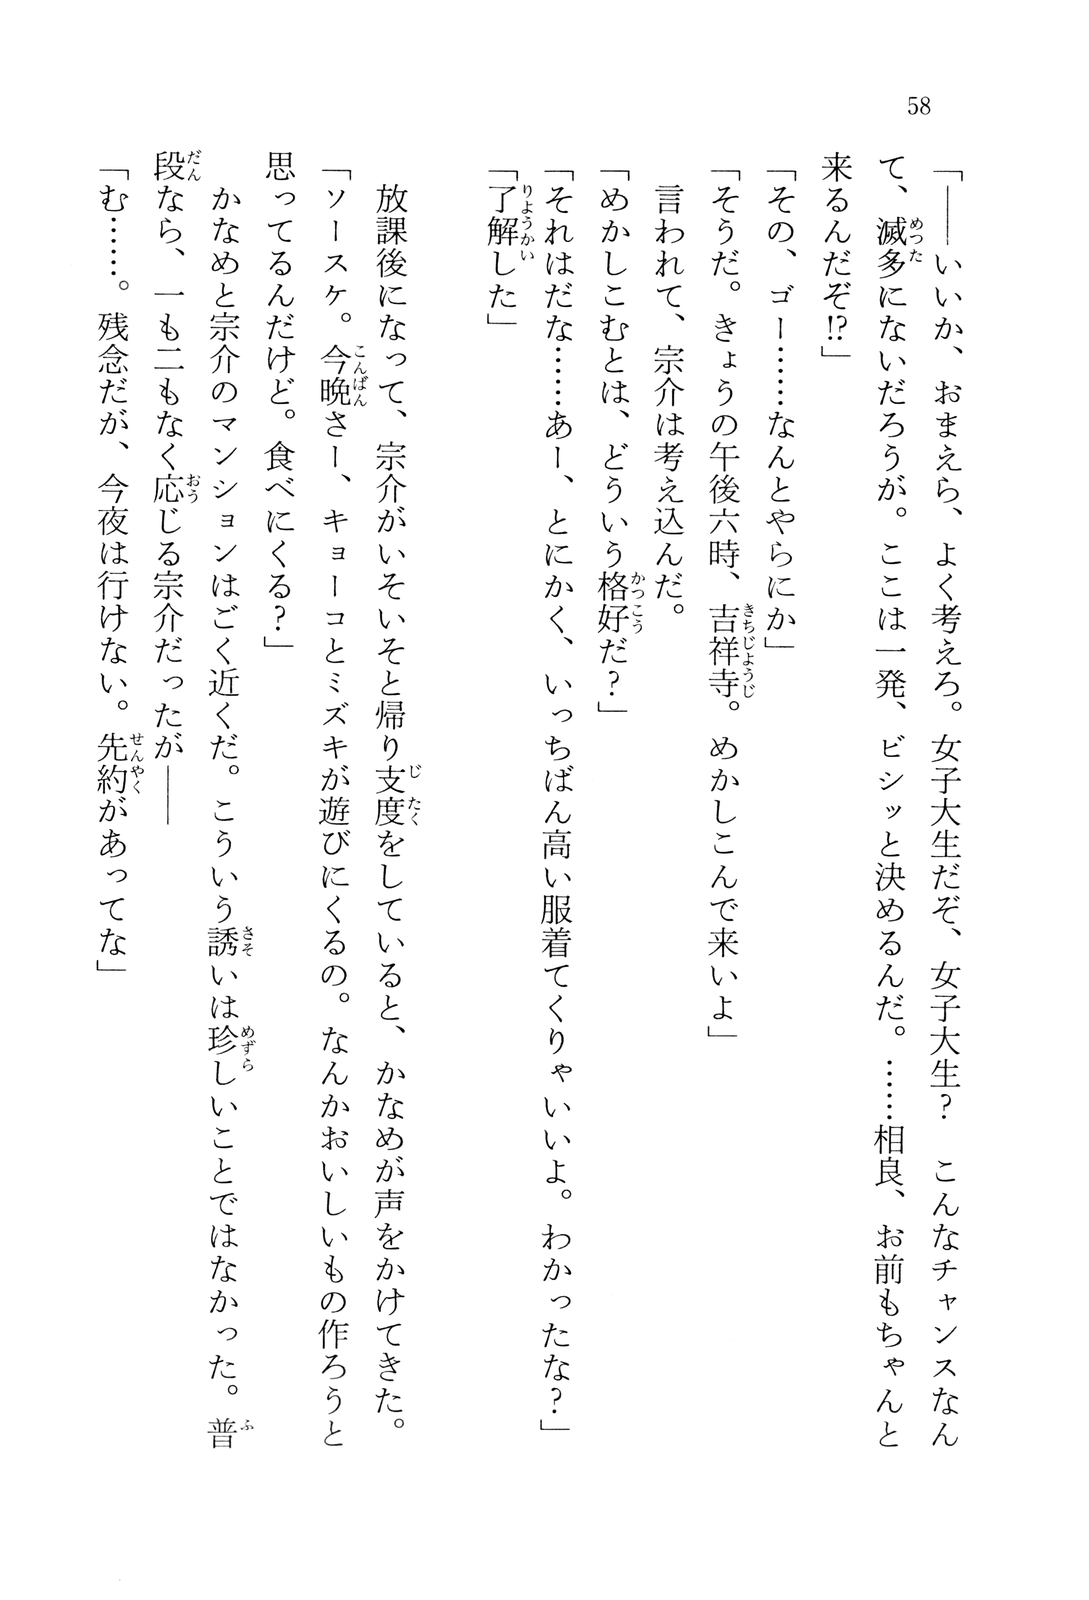 58
「――いいか、おまえら、よく考えろ。女子大生だぞ、女子大生？　こんなチャンスなん
て、滅多にないだろうが。ここは一発、ビシッと決めるんだ。……相良、お前もちゃんと
来るんだぞ!?」
「その、ゴー……なんとやらにか」
「そうだ。きょうの午後六時、吉祥寺。めかしこんで来いよ」
　言われて、宗介は考え込んだ。
「めかしこむとは、どういう格好だ？」
「それはだな……あー、とにかく、いっちばん高い服着てくりゃいいよ。わかったな？」
「了解した」
　放課後になって、宗介がいそいそと帰り支度をしていると、かなめが声をかけてきた。
「ソースケ。今晩さー、キョーコとミズキが遊びにくるの。なんかおいしいもの作ろうと
思ってるんだけど。食べにくる？」
　かなめと宗介のマンションはごく近くだ。こういう誘いは珍しいことではなかった。普
段なら、一も二もなく応じる宗介だったが――
「む……。残念だが、今夜は行けない。先約があってな」